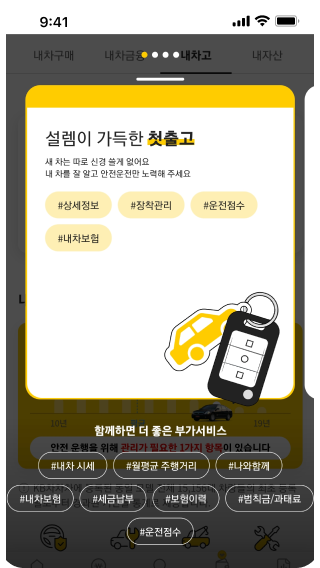 9:41
내차구매 내차금융 내차고 내자산
설렘이 가득한 첫출고
새 차는 따로 신경 쓸게 없어요
내 차를 잘 알고 안전운전만 노력해 주세요
#상세정보 #장착관리 #운전점수
#내차보험
10년 19년
함께하면 더 좋은 부가서비스
안전 운행을 위해 관리가 필요한 1가지 항목이 있습니다
#내차 시세 #월평균 주행거리 #나와함께
#내차보험 #세금납부 #보험이력 #범칙금/과태료
#운전점수